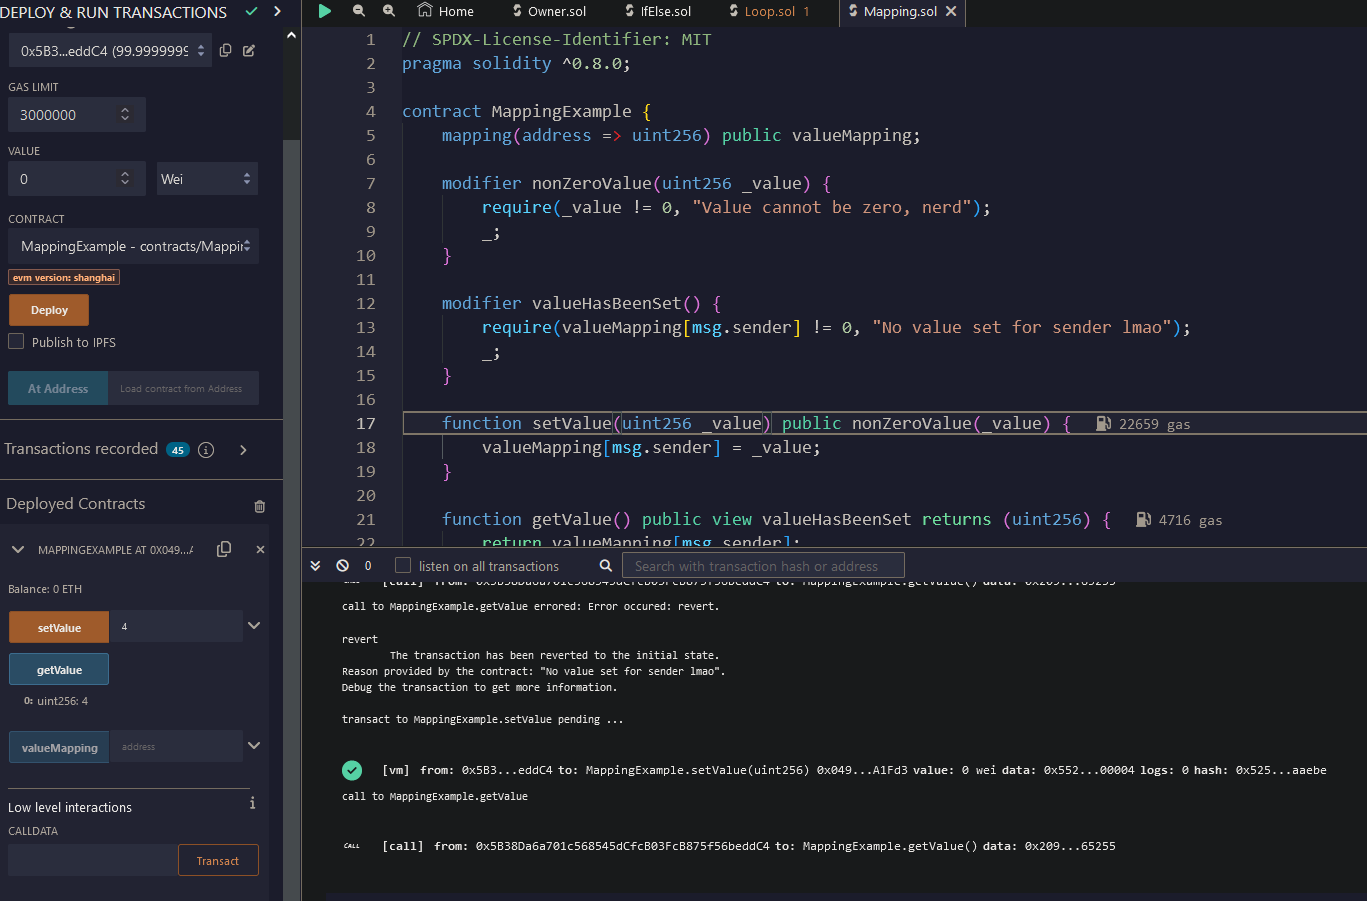 DEPLOY & RUN TRANSACTIONS
0x5B3...eddC4 (99.9999999
GAS LIMIT
3000000
VALUE
0
Wei
CONTRACT
MappingExample - contracts/Mappin
evm version: shanghai
Deploy
Publish to IPFS
At Address
Load contract from Address
Transactions recorded 45
Deployed Contracts
MAPPINGEXAMPLE AT 0X049...A
Balance: 0 ETH
setValue
4
getValue
0: uint256: 4
valueMapping
address
Low level interactions
CALLDATA
Transact
Home
Owner.sol
IfElse.sol
Loop.sol 1
Mapping.sol
1 // SPDX-License-Identifier: MIT
2 pragma solidity ^0.8.0;
3
4 contract MappingExample {
5 mapping(address => uint256) public valueMapping;
6
7 modifier nonZeroValue(uint256 _value) {
8 require(_value != 0, "Value cannot be zero, nerd");
9 _;
10 }
11
12 modifier valueHasBeenSet() {
13 require(valueMapping[msg.sender] != 0, "No value set for sender lmao");
14 _;
15 }
16
17 function setValue(uint256 _value) public nonZeroValue(_value) { 22659 gas
18 valueMapping[msg.sender] = _value;
19 }
20
21 function getValue() public view valueHasBeenSet returns (uint256) { 4716 gas
22 return valueMapping[msg.sender];
0
listen on all transactions
Search with transaction hash or address
[call] from: 0x5B38Da6a701c568545dCfcB03FcB875f56beddC4 to: MappingExample.getValue() data: 0x209...65255
call to MappingExample.getValue errored: Error occured: revert.
revert
The transaction has been reverted to the initial state.
Reason provided by the contract: "No value set for sender lmao".
Debug the transaction to get more information.
transact to MappingExample.setValue pending ...
[vm] from: 0x5B3...eddC4 to: MappingExample.setValue(uint256) 0x049...A1Fd3 value: 0 wei data: 0x552...00004 logs: 0 hash: 0x525...aaebe
call to MappingExample.getValue
CALL [call] from: 0x5B38Da6a701c568545dCfcB03FcB875f56beddC4 to: MappingExample.getValue() data: 0x209...65255